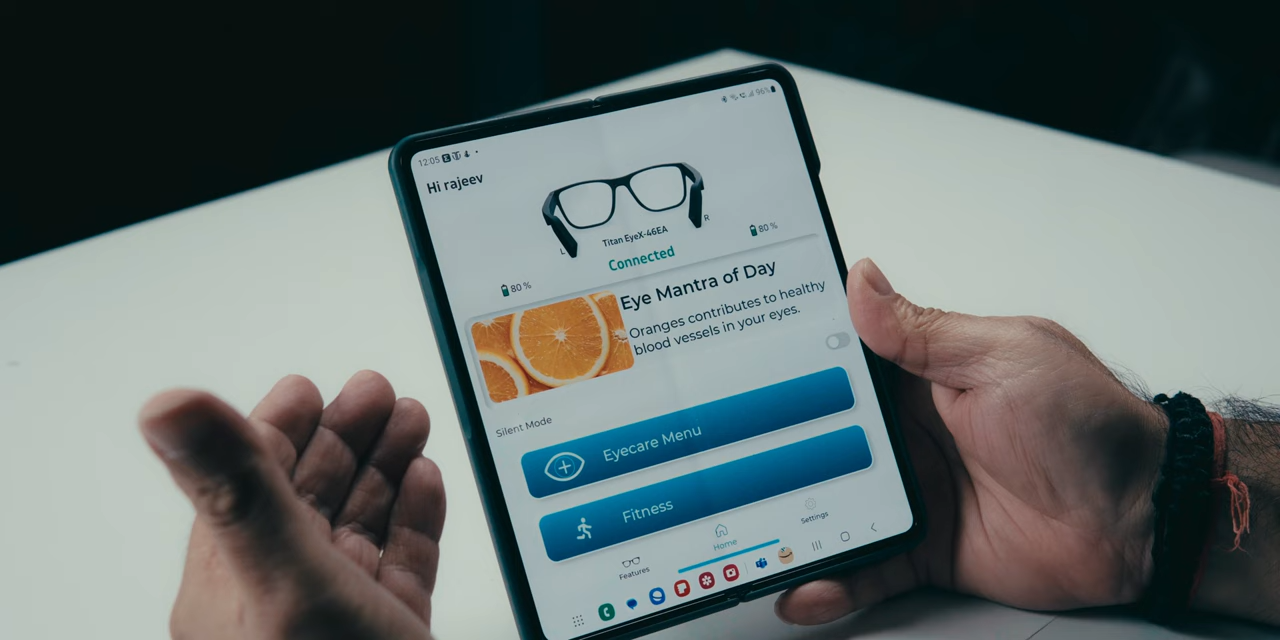 12:05
96%
Hi rajeev
L
R
Titan EyeX-46EA
Connected
80 %
80 %
Eye Mantra of Day
Oranges contributes to healthy
blood vessels in your eyes.
Silent Mode
Eyecare Menu
Fitness
Features
Home
Settings